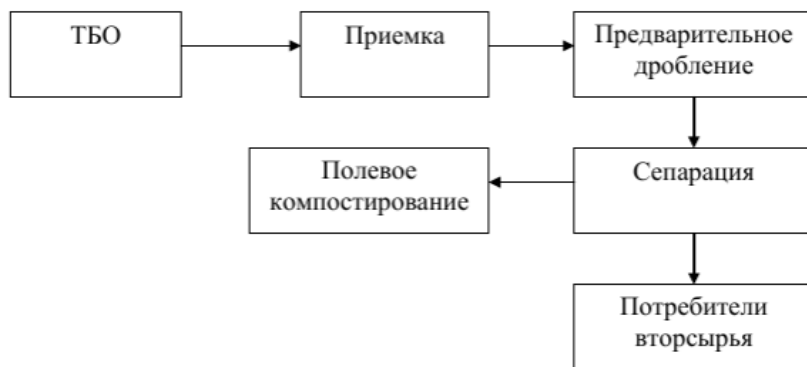 ТБО
Приемка
Предварительное
дробление
Полевое
компостирование
Сепарация
Потребители
вторсырья